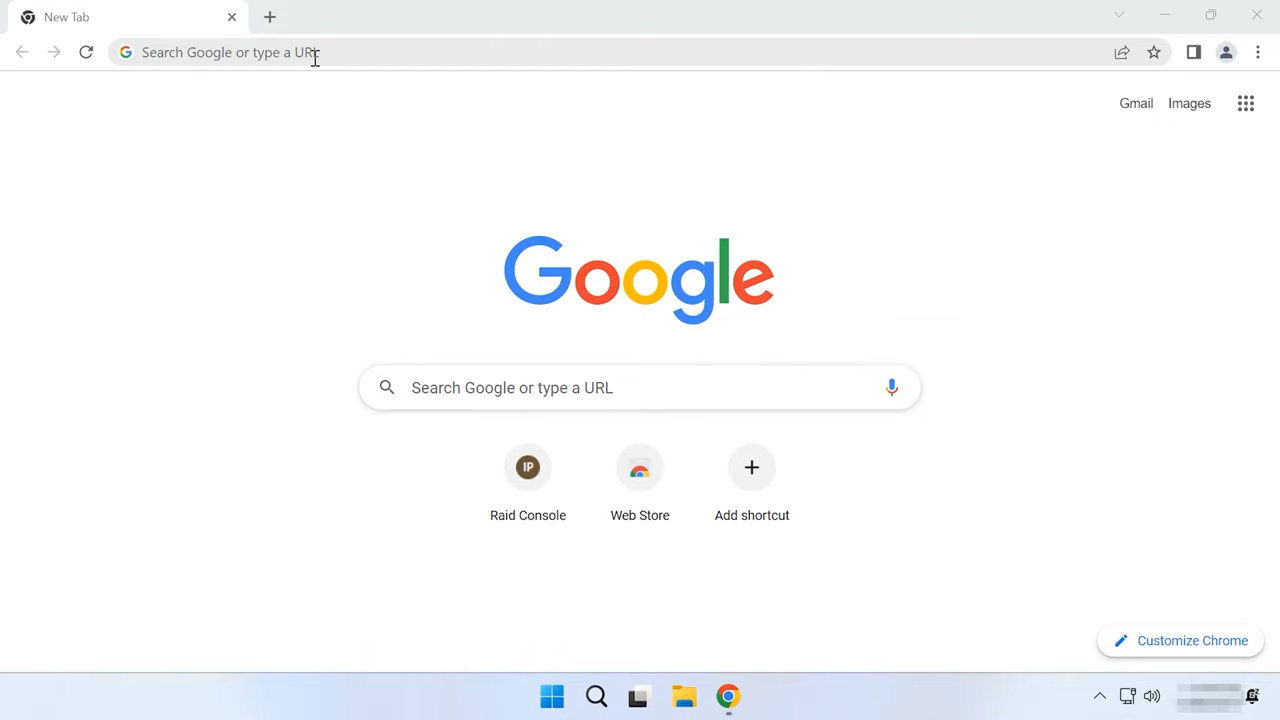 New Tab
Search Google or type a URL
Gmail Images
Google
Search Google or type a URL
IP
Raid Console Web Store Add shortcut
Customize Chrome